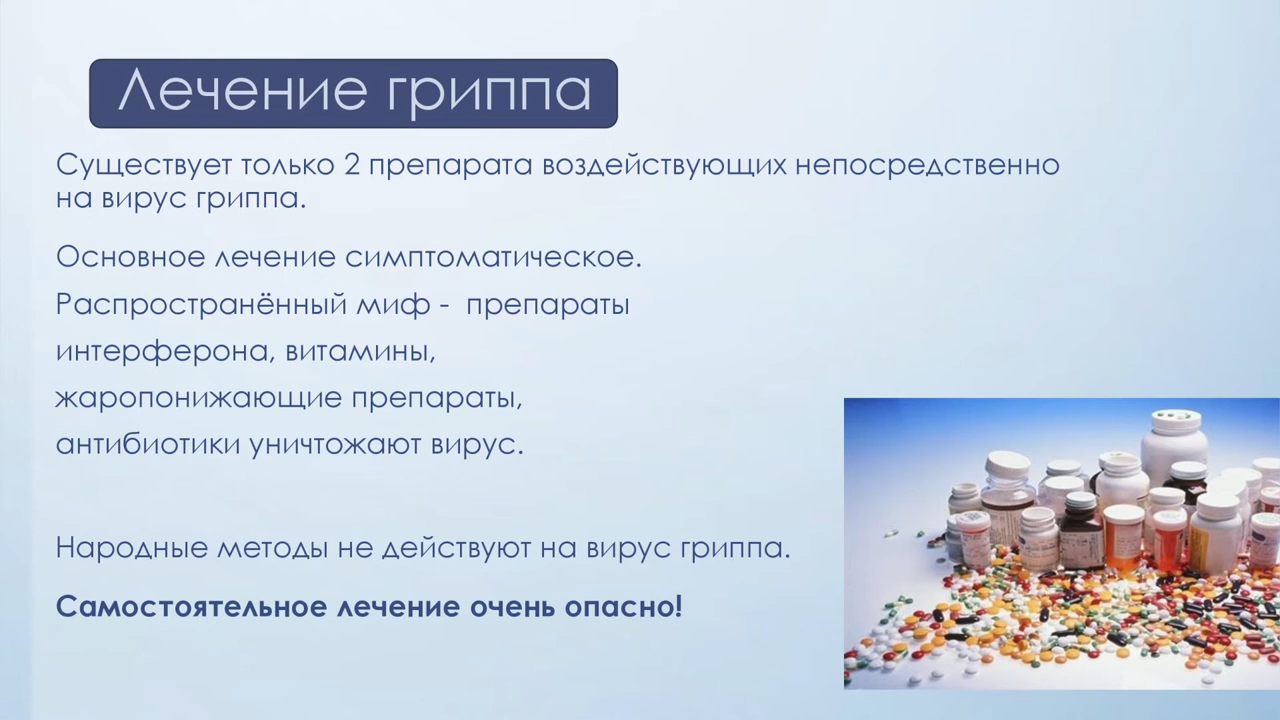 Лечение гриппа
Существует только 2 препарата воздействующих непосредственно
на вирус гриппа.
Основное лечение симптоматическое.
Распространённый миф -  препараты
интерферона, витамины,
жаропонижающие препараты,
антибиотики уничтожают вирус.
Народные методы не действуют на вирус гриппа.
Самостоятельное лечение очень опасно!